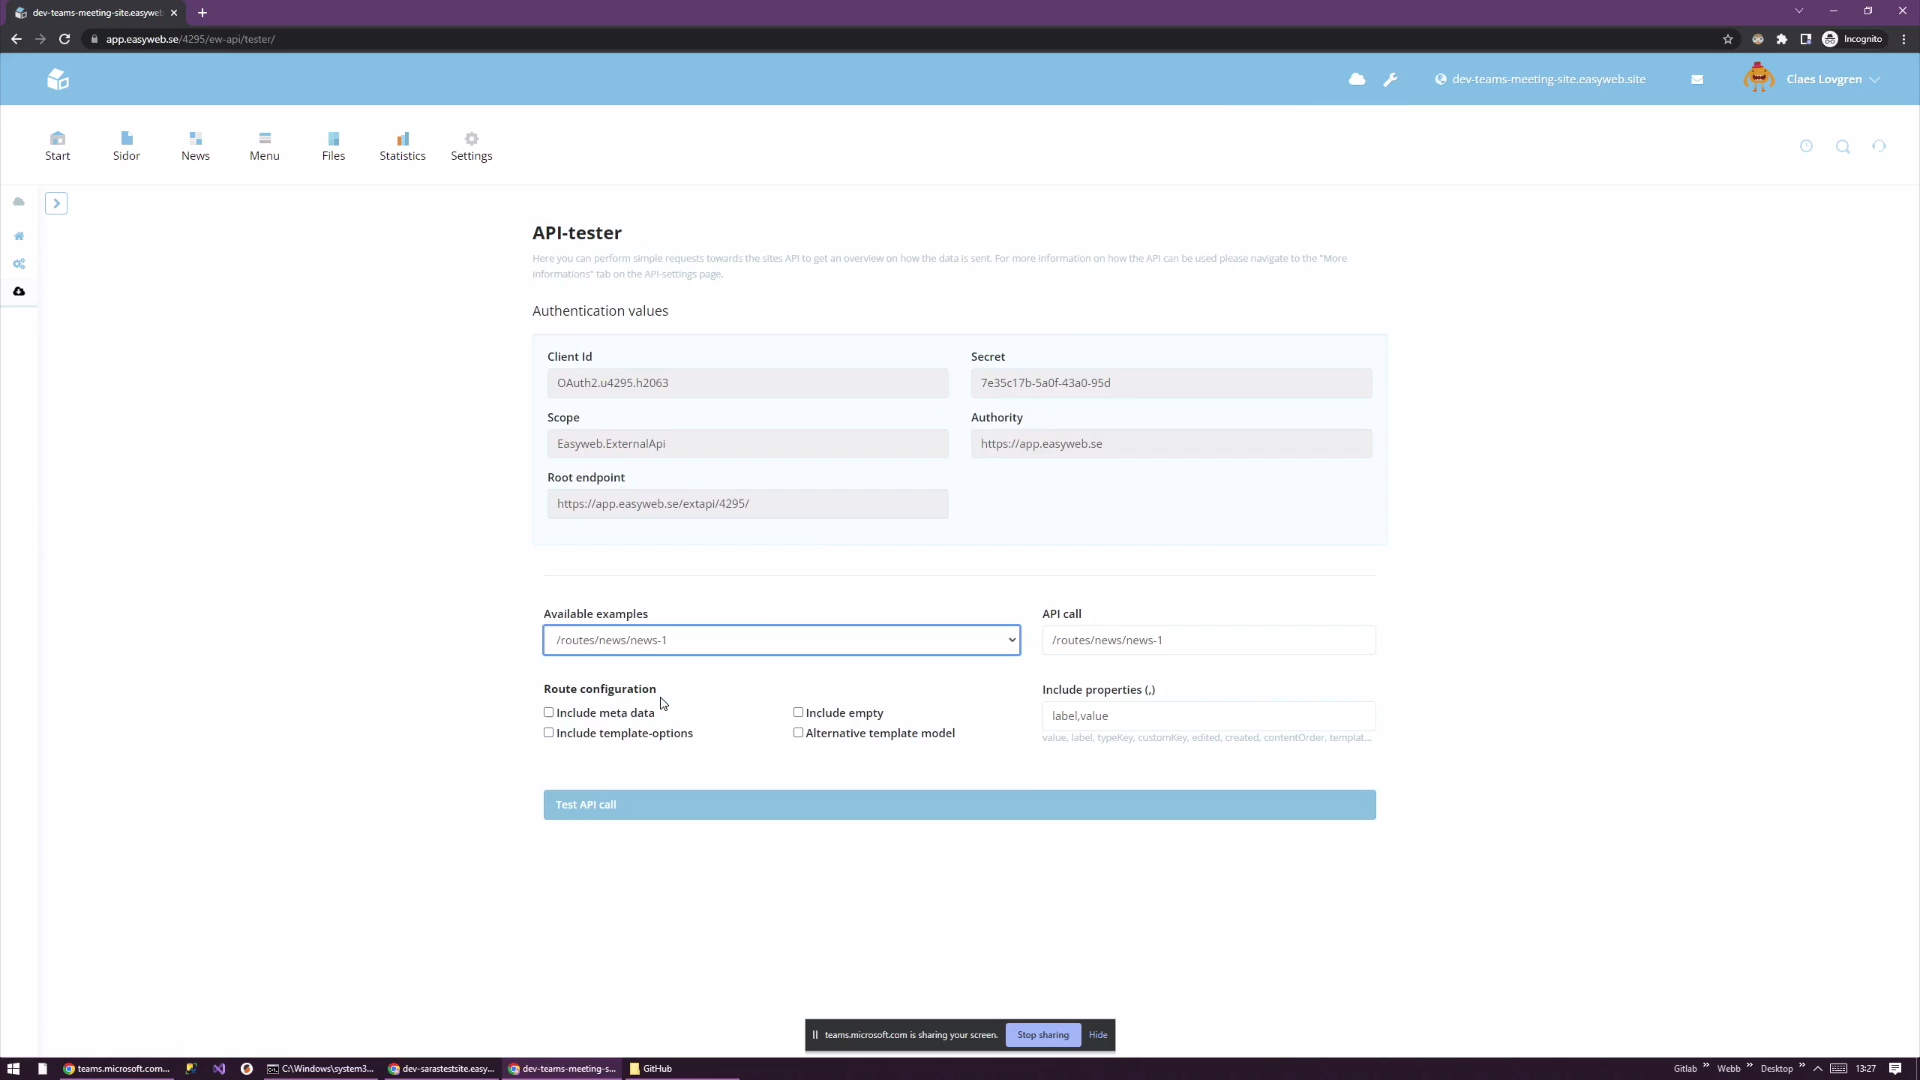 dev-teams-meeting-site.easyweb
app.easyweb.se/4295/ew-api/tester/
Incognito
dev-teams-meeting-site.easyweb.site
Claes Lovgren
Start
Sidor
News
Menu
Files
Statistics
Settings
API-tester
Here you can perform simple requests towards the sites API to get an overview on how the data is sent. For more information on how the API can be used please navigate to the "More
informations" tab on the API-settings page.
Authentication values
Client Id
Secret
OAuth2.u4295.h2063
7e35c17b-5a0f-43a0-95d
Scope
Authority
Easyweb.ExternalApi
https://app.easyweb.se
Root endpoint
https://app.easyweb.se/extapi/4295/
Available examples
API call
/routes/news/news-1
/routes/news/news-1
Route configuration
Include properties (,)
Include meta data
Include empty
label,value
Include template-options
Alternative template model
value, label, typeKey, customKey, edited, created, contentOrder, templat...
Test API call
teams.microsoft.com is sharing your screen.
Stop sharing
Hide
teams.microsoft.com...
C:\Windows\system3...
dev-sarastestsite.easy...
dev-teams-meeting-s...
GitHub
Gitlab
Webb
Desktop
13:27